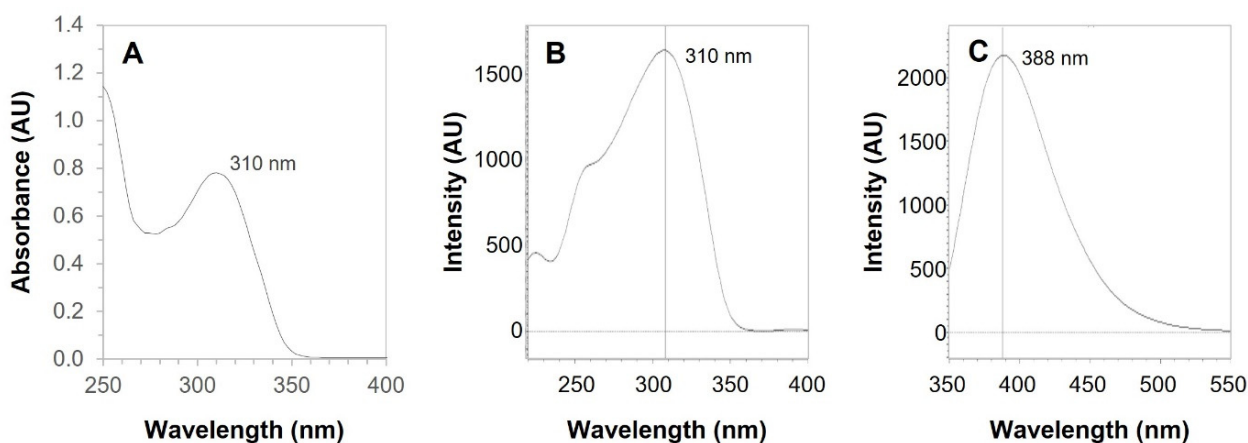 A
Absorbance (AU)
1.4
1.2
1.0
0.8
0.6
0.4
0.2
0.0
310 nm
250 300 350 400
Wavelength (nm)
B
Intensity (AU)
1500
1000
500
0
310 nm
250 300 350 400
Wavelength (nm)
C
Intensity (AU)
2000
1500
1000
500
0
388 nm
350 400 450 500 550
Wavelength (nm)